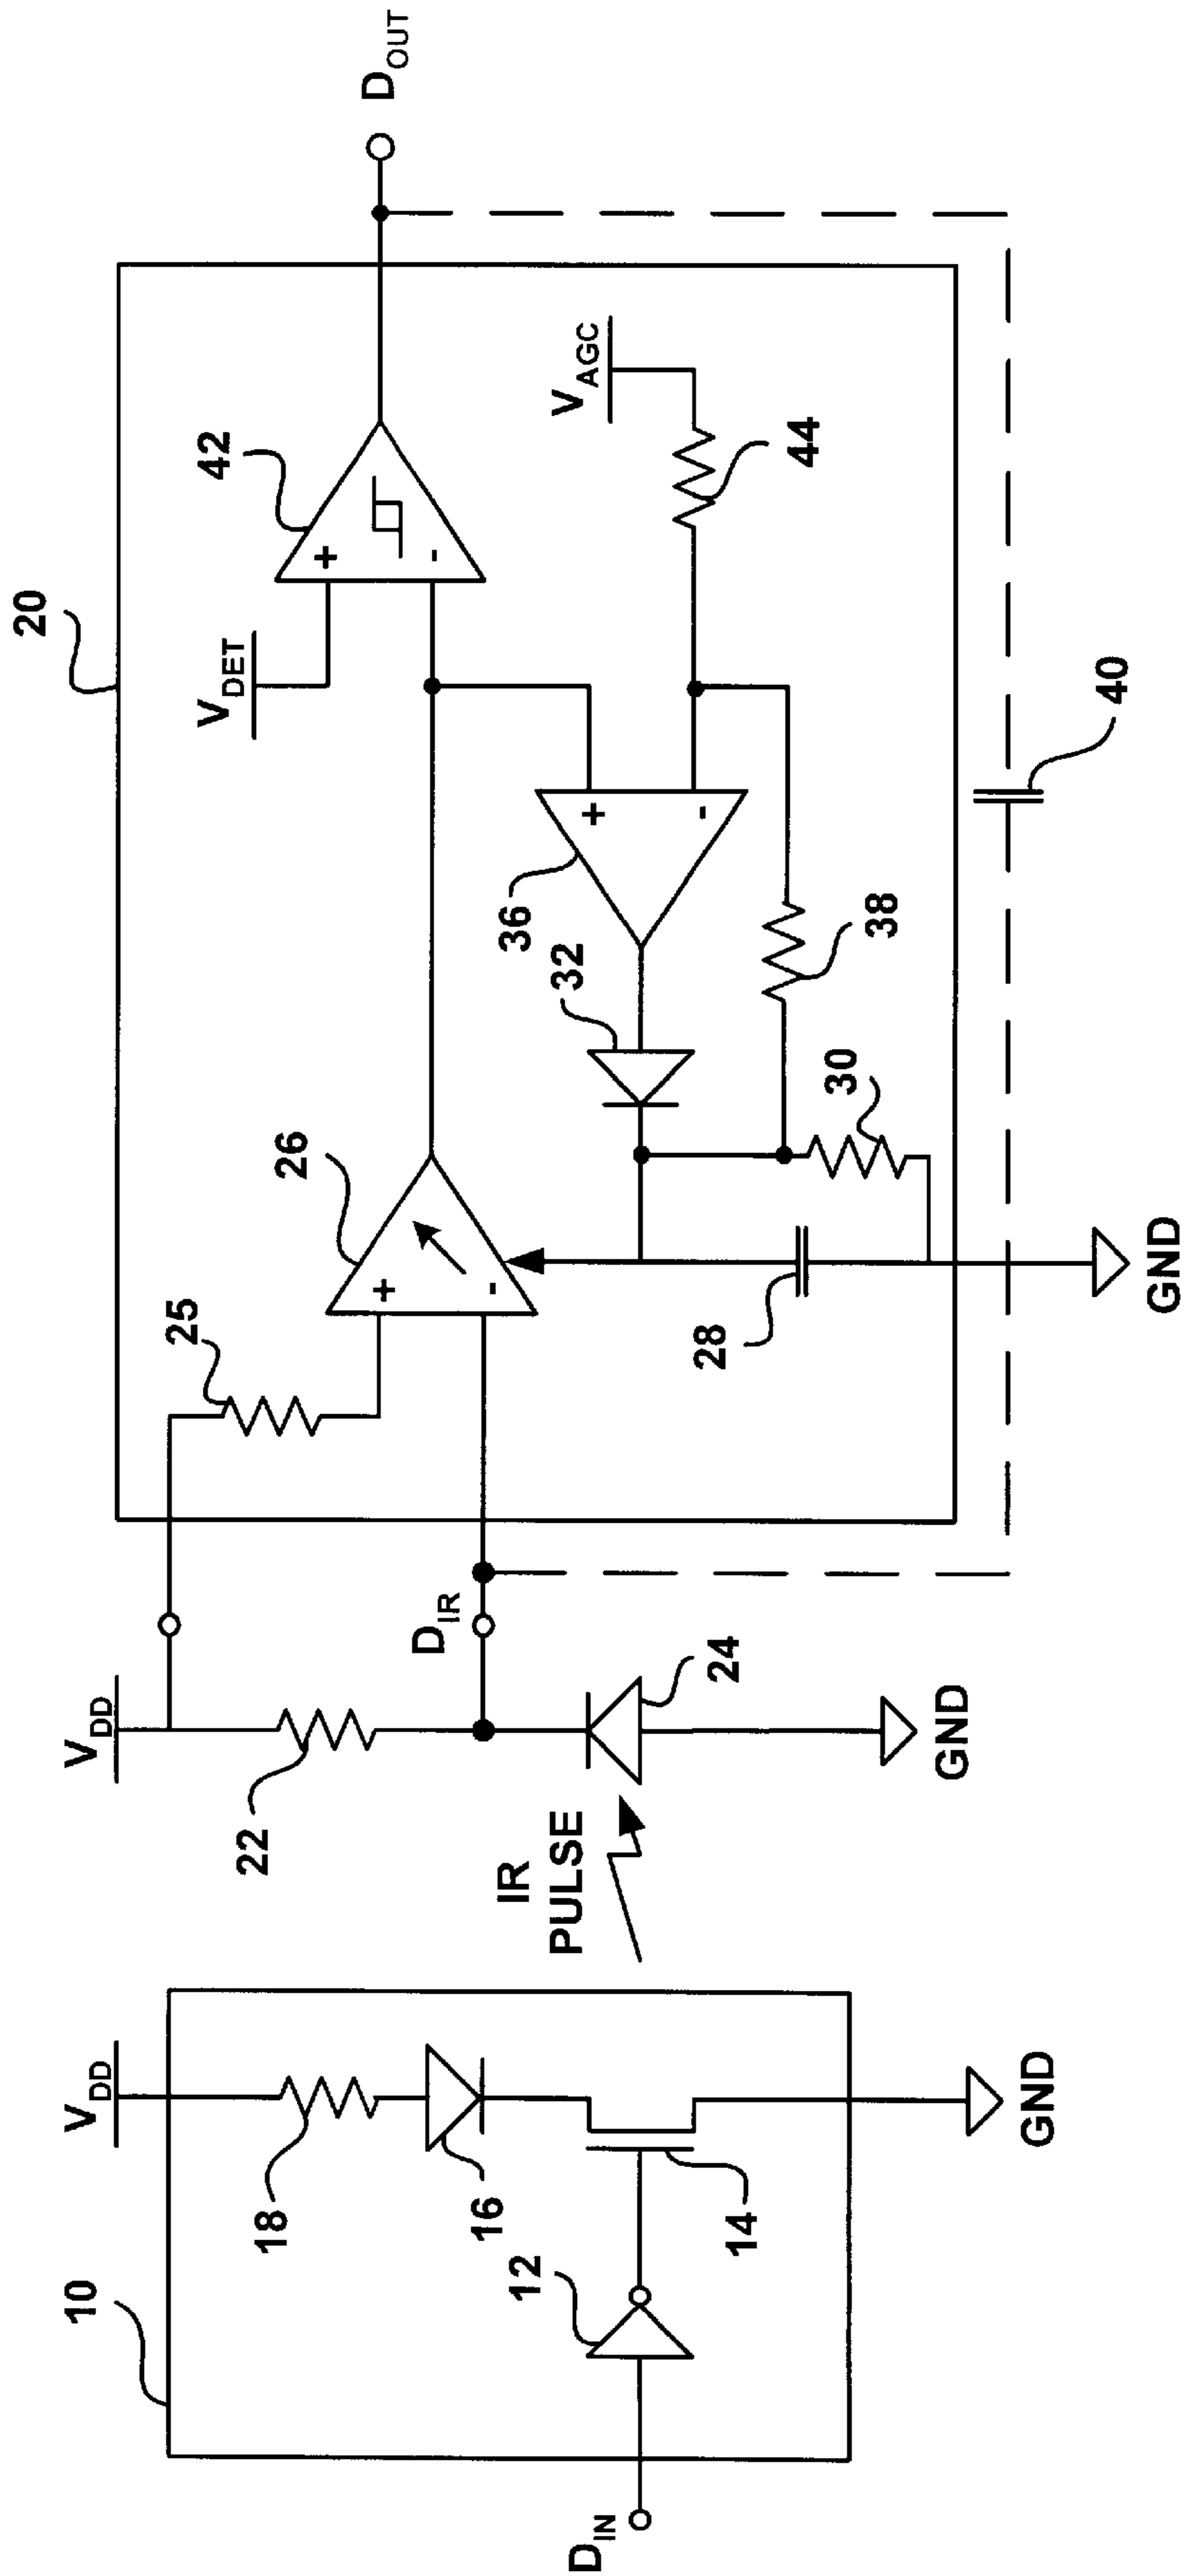 10
V_DD
18
16
12
14
D_IN
GND
IR
PULSE
V_DD
22
D_IR
24
GND
20
25
26
+
-
28
GND
30
32
36
38
+
-
V_DET
42
+
-
V_AGC
44
40
D_OUT